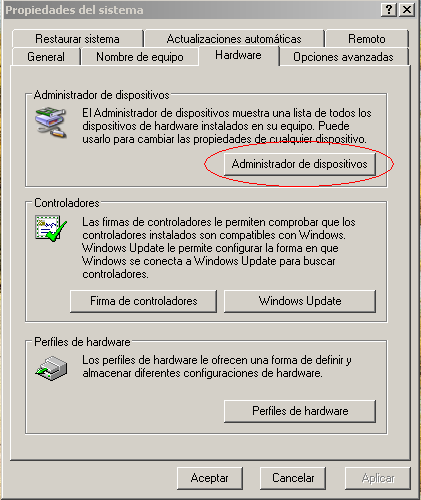 Propiedades del sistema
Restaurar sistema Actualizaciones automáticas Remoto
General Nombre de equipo Hardware Opciones avanzadas
Administrador de dispositivos
El Administrador de dispositivos muestra una lista de todos los
dispositivos de hardware instalados en su equipo. Puede
usarlo para cambiar las propiedades de cualquier dispositivo.
Administrador de dispositivos
Controladores
Las firmas de controladores le permiten comprobar que los
controladores instalados son compatibles con Windows.
Windows Update le permite configurar la forma en que
Windows se conecta a Windows Update para buscar
controladores.
Firma de controladores Windows Update
Perfiles de hardware
Los perfiles de hardware le ofrecen una forma de definir y
almacenar diferentes configuraciones de hardware.
Perfiles de hardware
Aceptar Cancelar Aplicar